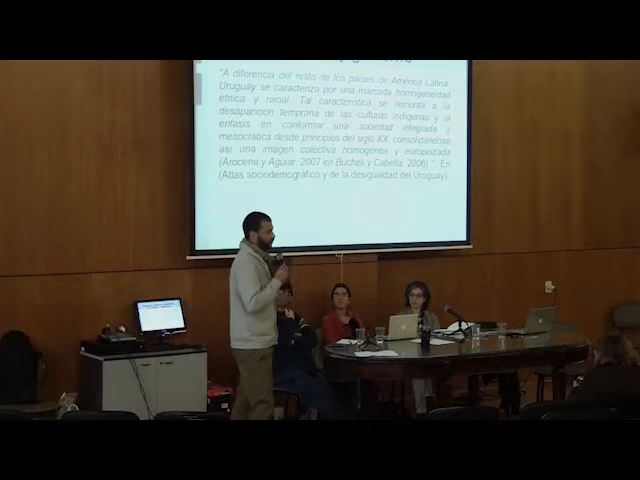 "A diferencia del resto de los países de América Latina,
Uruguay se caracteriza por una marcada homogeneidad
étnica y racial. Tal característica se remonta a la
desaparición temprana de las culturas indígenas y al
énfasis en conformar una sociedad integrada y
mesocrática desde principios del siglo XX, consolidándose
así una imagen colectiva homogénea y europeizada
(Arocena y Aguiar, 2007 en Bucheli y Cabella, 2006)". En
(Atlas sociodemográfico y de la desigualdad del Uruguay)